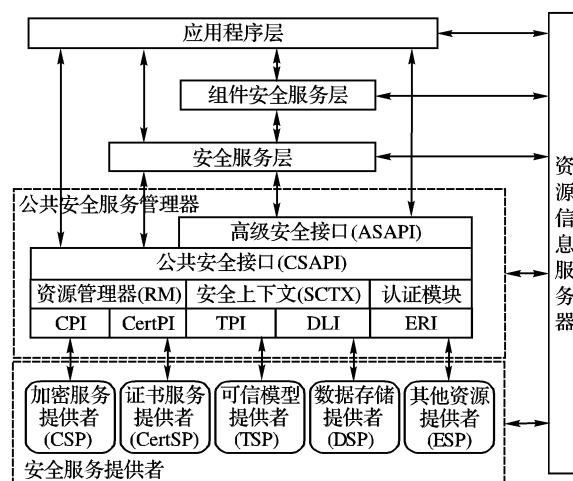 应用程序层
组件安全服务层
安全服务层
公共安全服务管理器
高级安全接口(ASAPI)
公共安全接口(CSAPI)
资源管理器(RM) 安全上下文(SCTX) 认证模块
CPI CertPI TPI DLI ERI
加密服务 证书服务 可信模型 数据存储 其他资源
提供者 提供者 提供者 提供者 提供者
(CSP) (CertSP) (TSP) (DSP) (ESP)
安全服务提供者
资源信息服务器